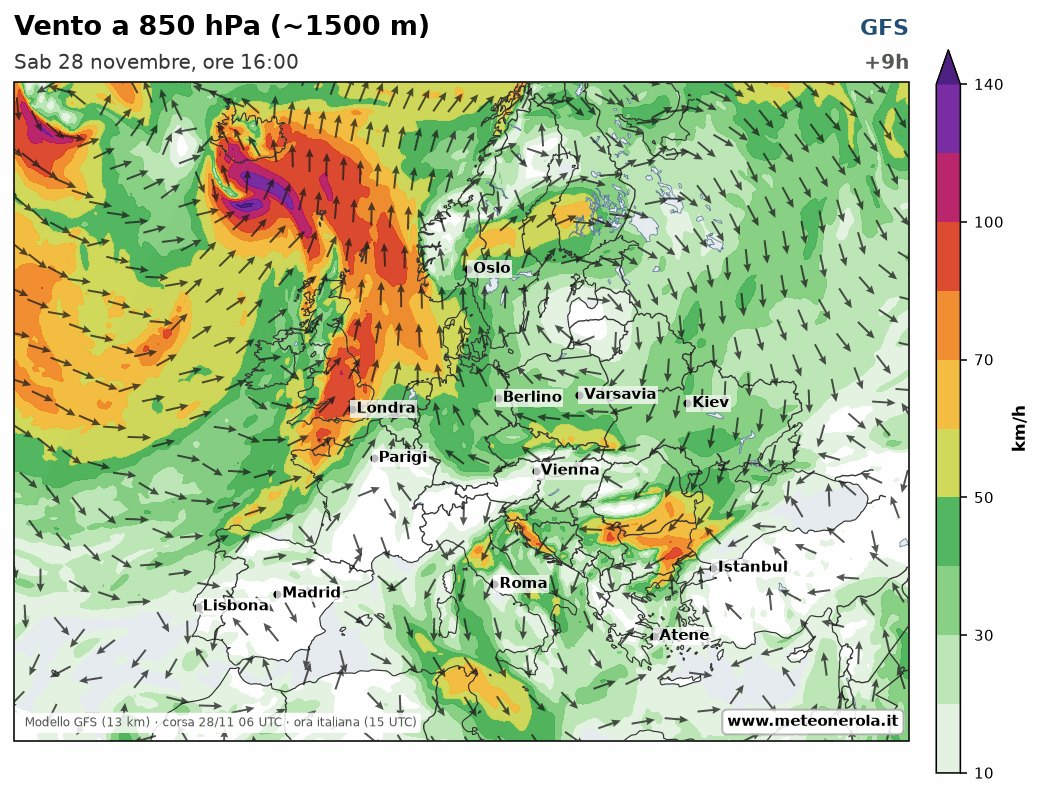 Vento a 850 hPa (~1500 m)
GFS
Sab 28 novembre, ore 16:00
+9h
140
100
70
50
30
10
km/h
Oslo
Londra
Berlino
Varsavia
Kiev
Parigi
Vienna
Istanbul
Roma
Madrid
Lisbona
Atene
Modello GFS (13 km) · corsa 28/11 06 UTC · ora italiana (15 UTC)
www.meteonerola.it